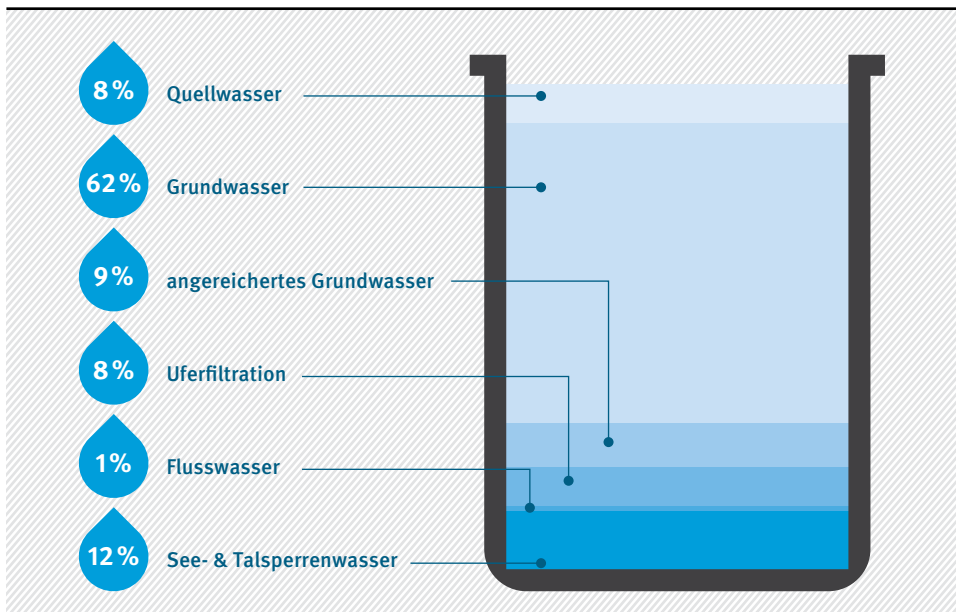 8 % Quellwasser
62 % Grundwasser
9 % angereichertes Grundwasser
8 % Uferfiltration
1 % Flusswasser
12 % See- & Talsperrenwasser